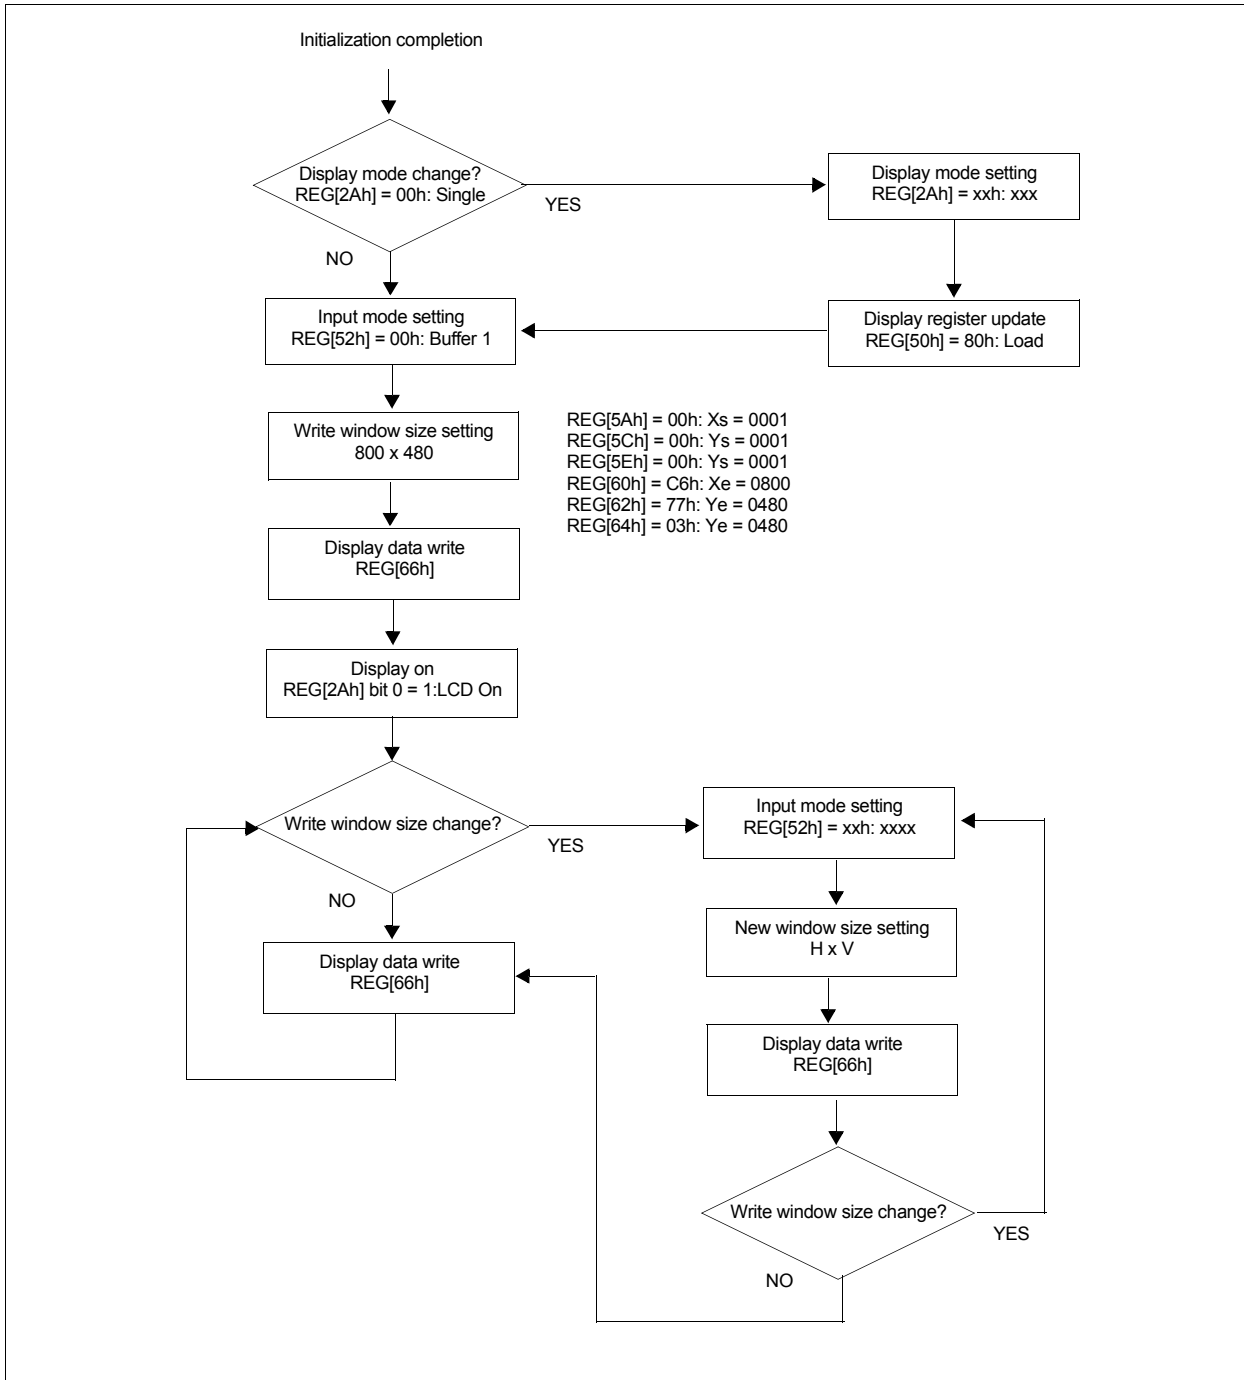 Initialization completion
Display mode change?
REG[2Ah] = 00h: Single
YES
NO
Display mode setting
REG[2Ah] = xxh: xxx
Display register update
REG[50h] = 80h: Load
Input mode setting
REG[52h] = 00h: Buffer 1
Write window size setting
800 x 480
REG[5Ah] = 00h: Xs = 0001
REG[5Ch] = 00h: Ys = 0001
REG[5Eh] = 00h: Ys = 0001
REG[60h] = C6h: Xe = 0800
REG[62h] = 77h: Ye = 0480
REG[64h] = 03h: Ye = 0480
Display data write
REG[66h]
Display on
REG[2Ah] bit 0 = 1:LCD On
Write window size change?
YES
NO
Display data write
REG[66h]
Input mode setting
REG[52h] = xxh: xxxx
New window size setting
H x V
Display data write
REG[66h]
Write window size change?
YES
NO